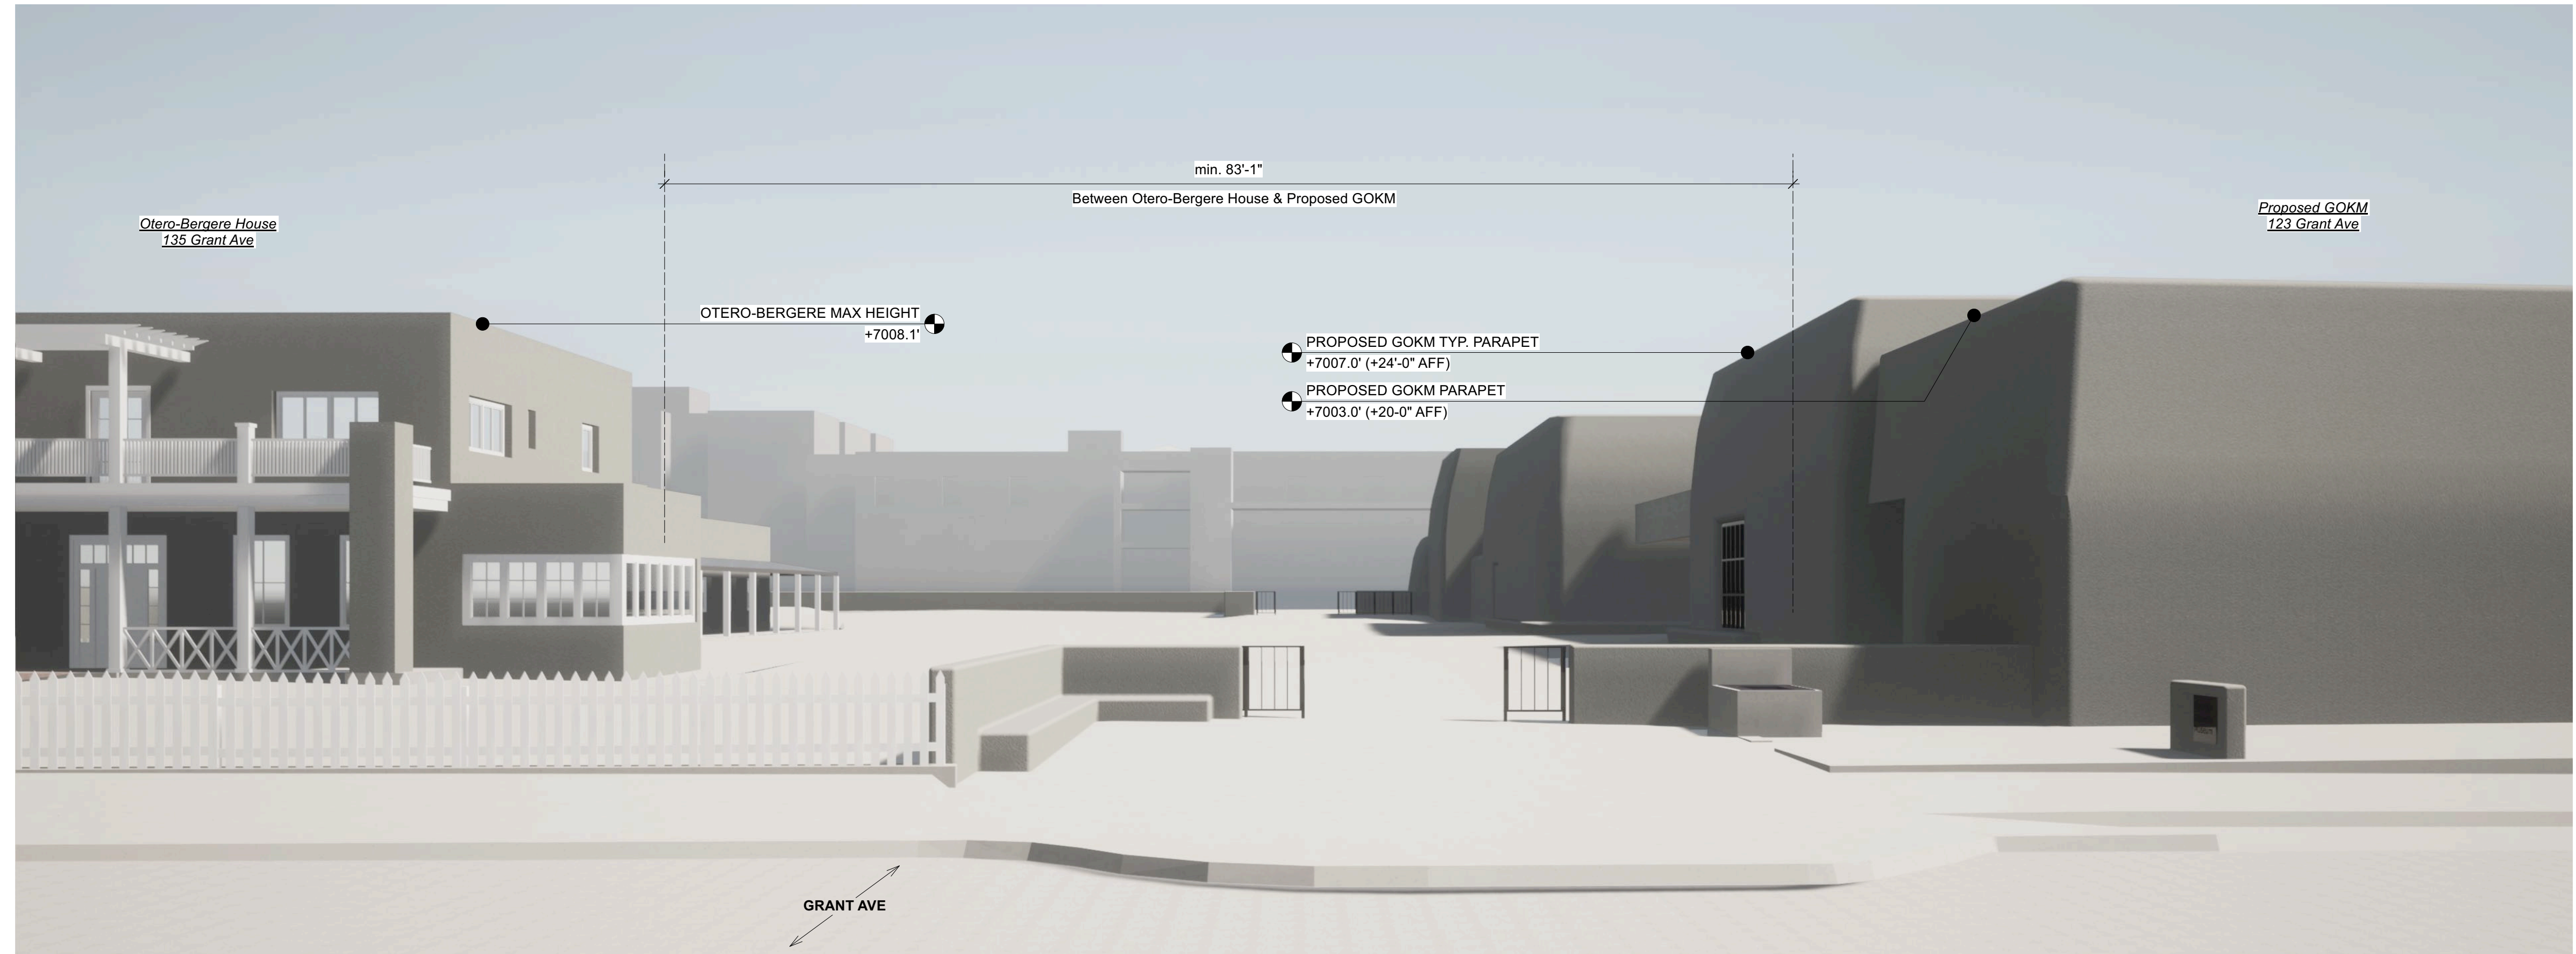 min. 83'-1"
Between Otero-Bergere House & Proposed GOKM
Otero-Bergere House
135 Grant Ave
Proposed GOKM
123 Grant Ave
OTERO-BERGERE MAX HEIGHT
+7008.1'
PROPOSED GOKM TYP. PARAPET
+7007.0' (+24'-0" AFF)
PROPOSED GOKM PARAPET
+7003.0' (+20-0" AFF)
GRANT AVE